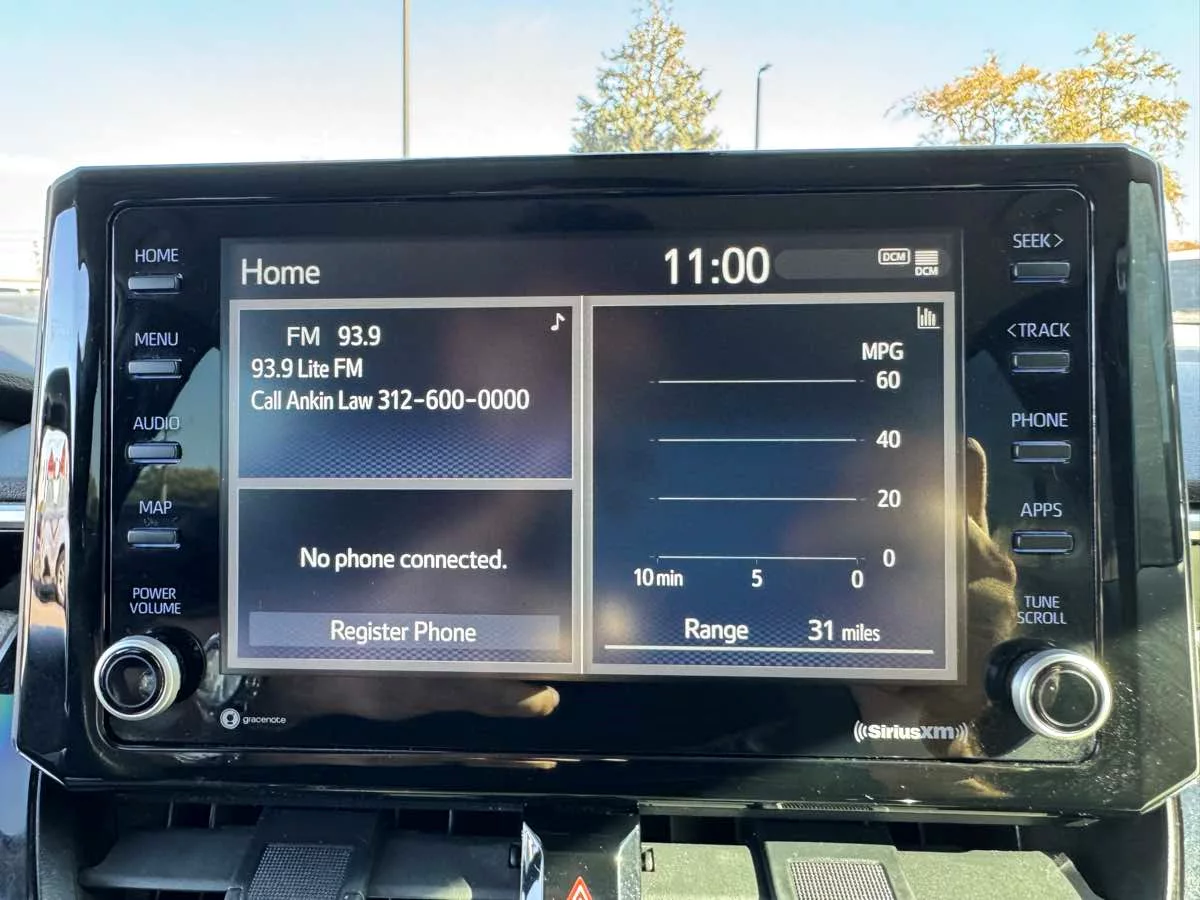 HOME
MENU
AUDIO
MAP
POWER
VOLUME
Home
11:00
DCM
DCM
FM 93.9
93.9 Lite FM
Call Ankin Law 312-600-0000
No phone connected.
Register Phone
MPG
60
40
20
0
10 min 5 0
Range 31 miles
SEEK>
<TRACK
PHONE
APPS
TUNE
SCROLL
gracenote
((SiriusXM))